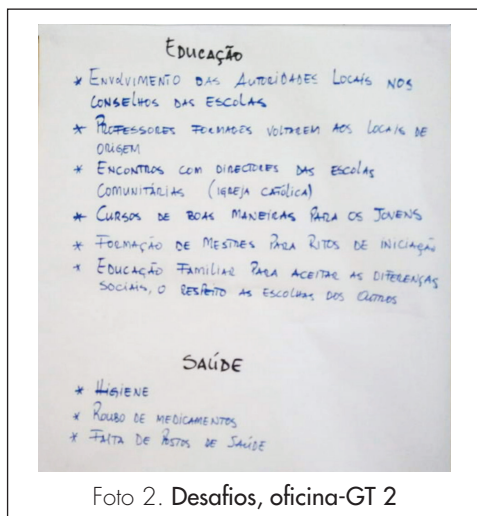 EDUCAÇÃO
* ENVOLVIMENTO DAS AUTORIDADES LOCAIS NOS
CONSELHOS DAS ESCOLAS
* PROFESSORES FORMADOS VOLTAREM AOS LOCAIS DE
ORIGEM
* ENCONTROS COM DIRECTORES DAS ESCOLAS
COMUNITÁRIAS (IGREJA CATÓLICA)
* CURSOS DE BOAS MANEIRAS PARA OS JOVENS
* FORMAÇÃO DE MESTRES PARA RITOS DE INICIAÇÃO
* EDUCAÇÃO FAMILIAR PARA ACEITAR AS DIFERENÇAS
SOCIAIS, O RESPEITO AS ESCOLHAS DOS OUTROS
SAÚDE
* HIGIENE
* ROUBO DE MEDICAMENTOS
* FALTA DE POSTOS DE SAÚDE
Foto 2. Desafios, oficina-GT 2